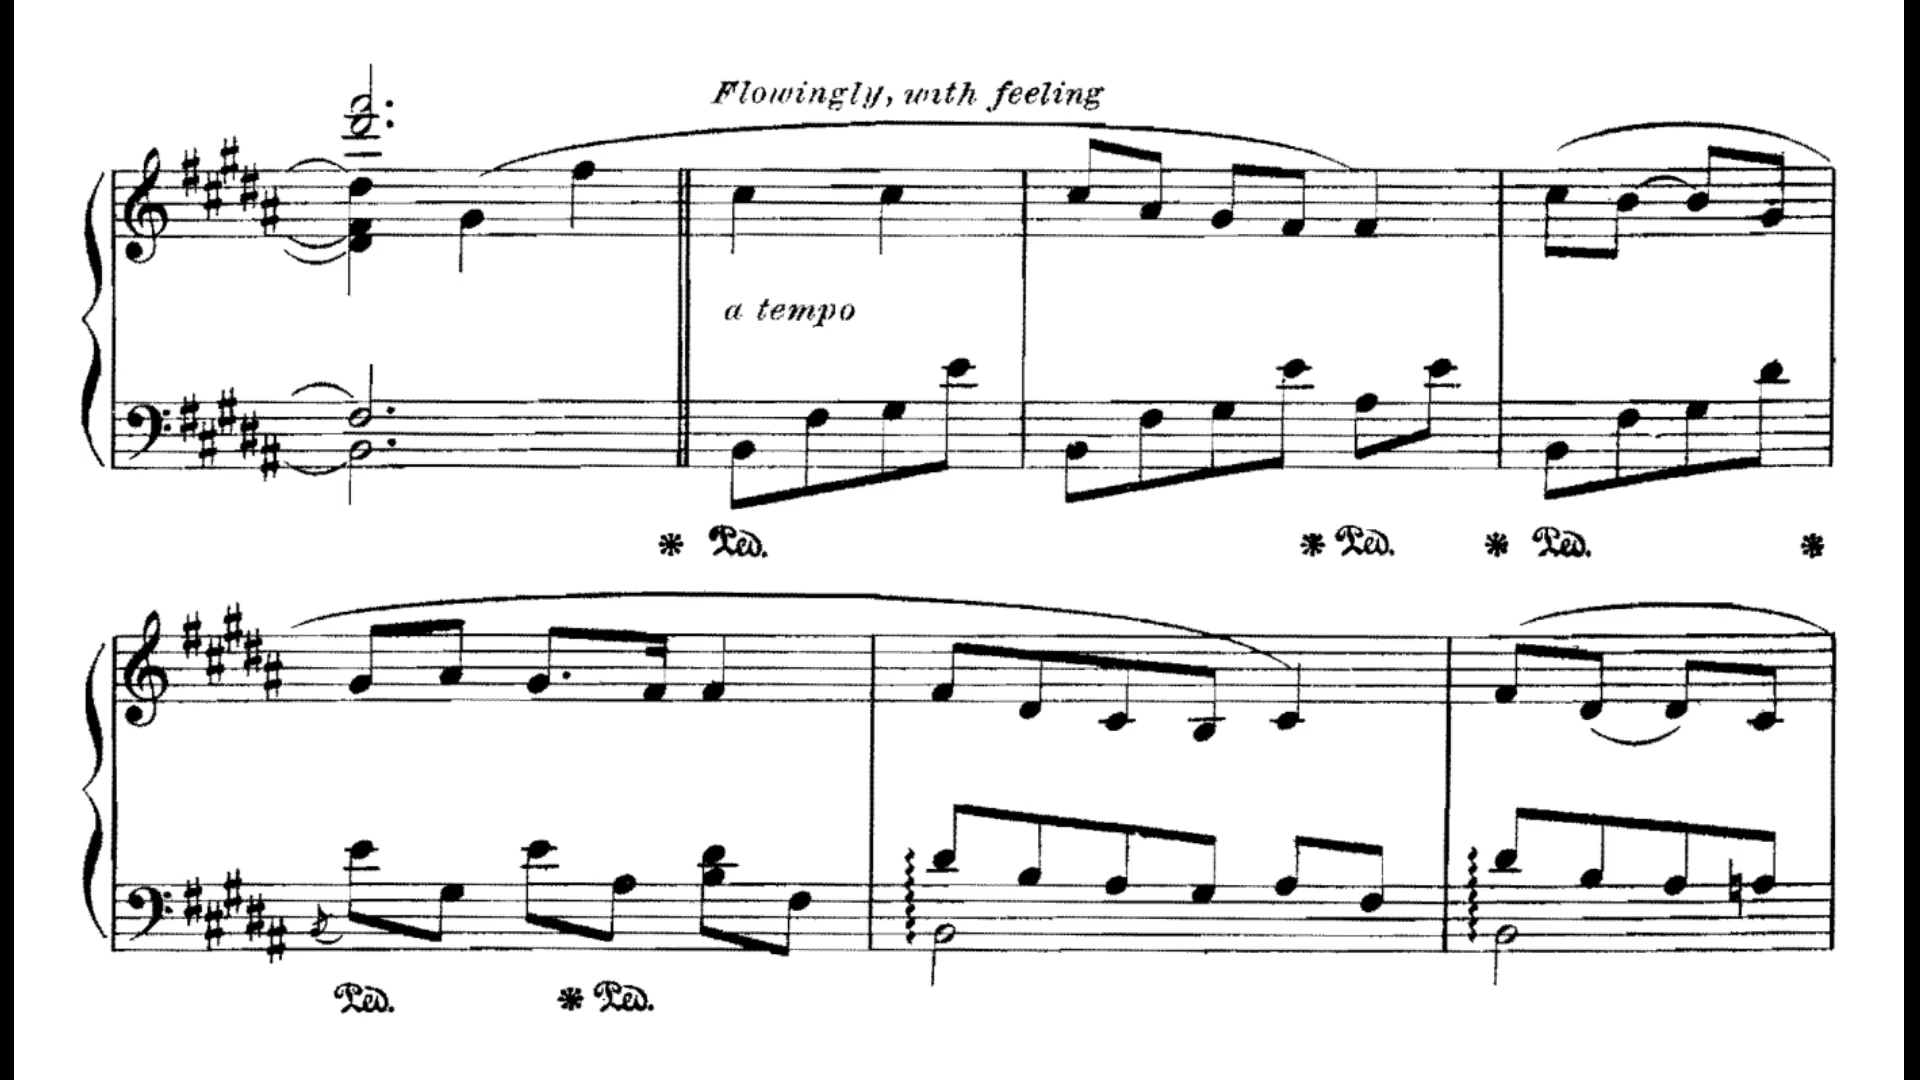 Flowingly, with feeling
a tempo
* Ped. * Ped. * Ped. *
Ped. * Ped.